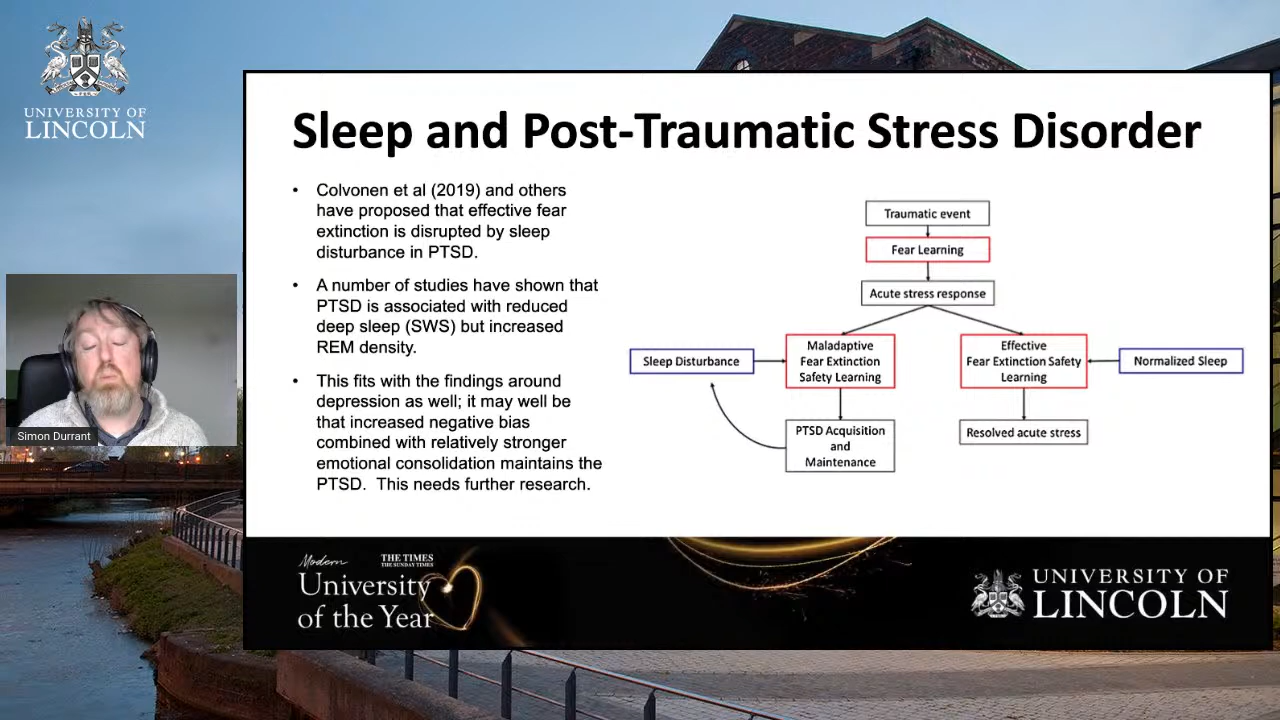 UNIVERSITY OF
LINCOLN
Sleep and Post-Traumatic Stress Disorder
• Colvonen et al (2019) and others
have proposed that effective fear
extinction is disrupted by sleep
disturbance in PTSD.
• A number of studies have shown that
PTSD is associated with reduced
deep sleep (SWS) but increased
REM density.
• This fits with the findings around
depression as well; it may well be
that increased negative bias
combined with relatively stronger
emotional consolidation maintains the
PTSD.  This needs further research.
Traumatic event
Fear Learning
Acute stress response
Sleep Disturbance
Maladaptive
Fear Extinction
Safety Learning
Effective
Fear Extinction Safety
Learning
Normalized Sleep
PTSD Acquisition
and
Maintenance
Resolved acute stress
Simon Durrant
Modern
THE TIMES
THE SUNDAY TIMES
University
of the Year
UNIVERSITY OF
LINCOLN